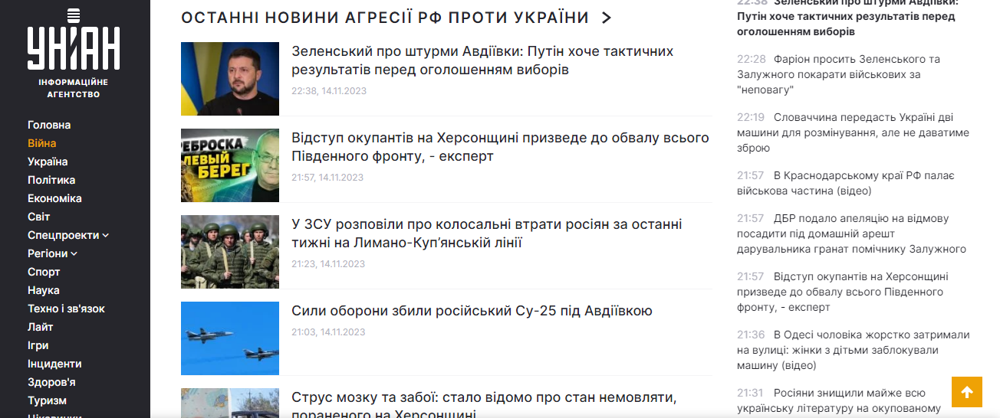 УНІАН
ІНФОРМАЦІЙНЕ
АГЕНТСТВО
Головна
Війна
Україна
Політика
Економіка
Світ
Спецпроекти
Регіони
Спорт
Наука
Техно і зв'язок
Лайт
Ігри
Інциденти
Здоров'я
Туризм
Цікавинки
ОСТАННІ НОВИНИ АГРЕСІЇ РФ ПРОТИ УКРАЇНИ
Зеленський про штурми Авдіївки: Путін хоче тактичних
результатів перед оголошенням виборів
22:38, 14.11.2023
ЕБРОСКА
ЛЕВЫЙ
БЕРЕГ
Відступ окупантів на Херсонщині призведе до обвалу всього
Південного фронту, - експерт
21:57, 14.11.2023
У ЗСУ розповіли про колосальні втрати росіян за останні
тижні на Лимано-Куп’янській лінії
21:23, 14.11.2023
Сили оборони збили російський Су-25 під Авдіївкою
21:03, 14.11.2023
Струс мозку та забої: стало відомо про стан немовляти,
пораненого на Херсонщині
22:38 Зеленський про штурми Авдіївки:
Путін хоче тактичних результатів перед
оголошенням виборів
22:28 Фаріон просить Зеленського та
Залужного покарати військових за
"неповагу"
22:19 Словаччина передасть Україні дві
машини для розмінування, але не даватиме
зброю
21:57 В Краснодарському краї РФ палає
військова частина (відео)
21:57 ДБР подало апеляцію на відмову
посадити під домашній арешт
дарувальника гранат помічнику Залужного
21:57 Відступ окупантів на Херсонщині
призведе до обвалу всього Південного
фронту, - експерт
21:36 В Одесі чоловіка жорстко затримали
на вулиці: жінки з дітьми заблокували
машину (відео)
21:31 Росіяни знищили майже всю
українську літературу на окупованому